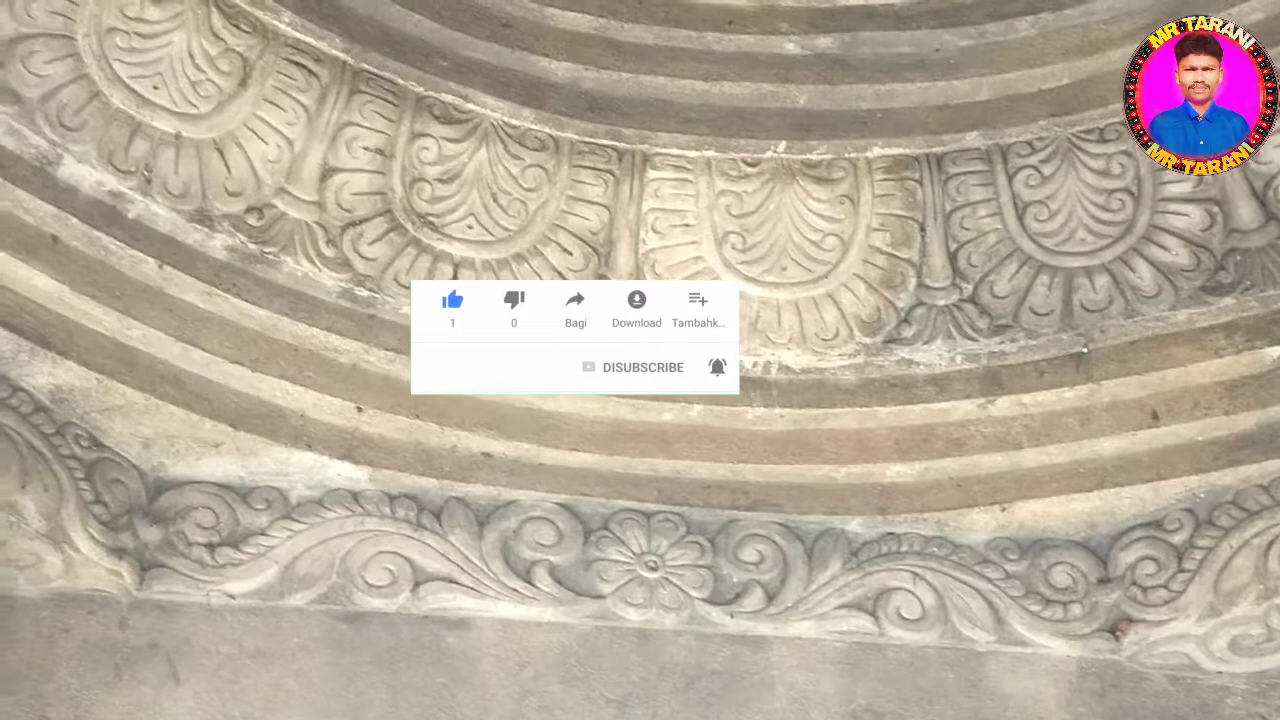 MR TARANI
MR TARANI
1
0
Bagi
Download
Tambahk...
DISUBSCRIBE